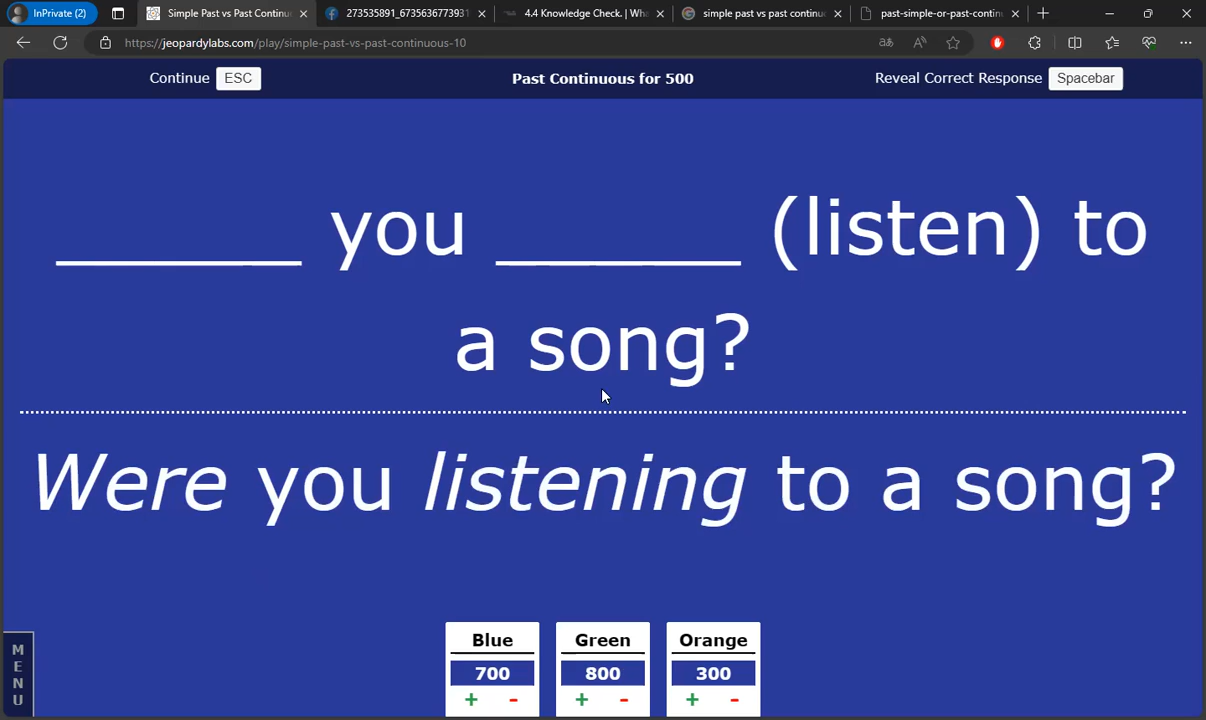 InPrivate (2)
Simple Past vs Past Continu
273535891_6735636773931
4.4 Knowledge Check. | Wha
simple past vs past continu
past-simple-or-past-contin
https://jeopardylabs.com/play/simple-past-vs-past-continuous-10
Continue ESC
Past Continuous for 500
Reveal Correct Response Spacebar
______ you ______ (listen) to
a song?
Were you listening to a song?
MENU
Blue Green Orange
700 800 300
+ - + - + -